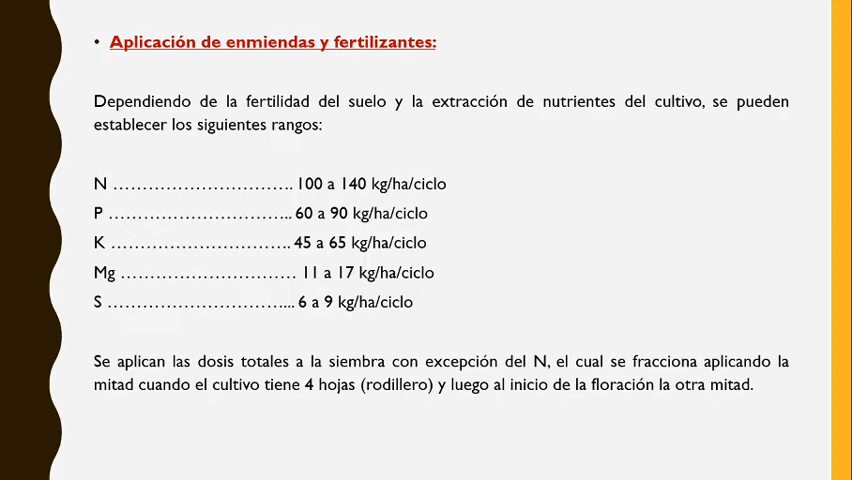 • Aplicación de enmiendas y fertilizantes:
Dependiendo de la fertilidad del suelo y la extracción de nutrientes del cultivo, se pueden
establecer los siguientes rangos:
N …………………………. 100 a 140 kg/ha/ciclo
P ………………………….. 60 a 90 kg/ha/ciclo
K …………………………. 45 a 65 kg/ha/ciclo
Mg ………………………… 11 a 17 kg/ha/ciclo
S …………………………... 6 a 9 kg/ha/ciclo
Se aplican las dosis totales a la siembra con excepción del N, el cual se fracciona aplicando la
mitad cuando el cultivo tiene 4 hojas (rodillero) y luego al inicio de la floración la otra mitad.